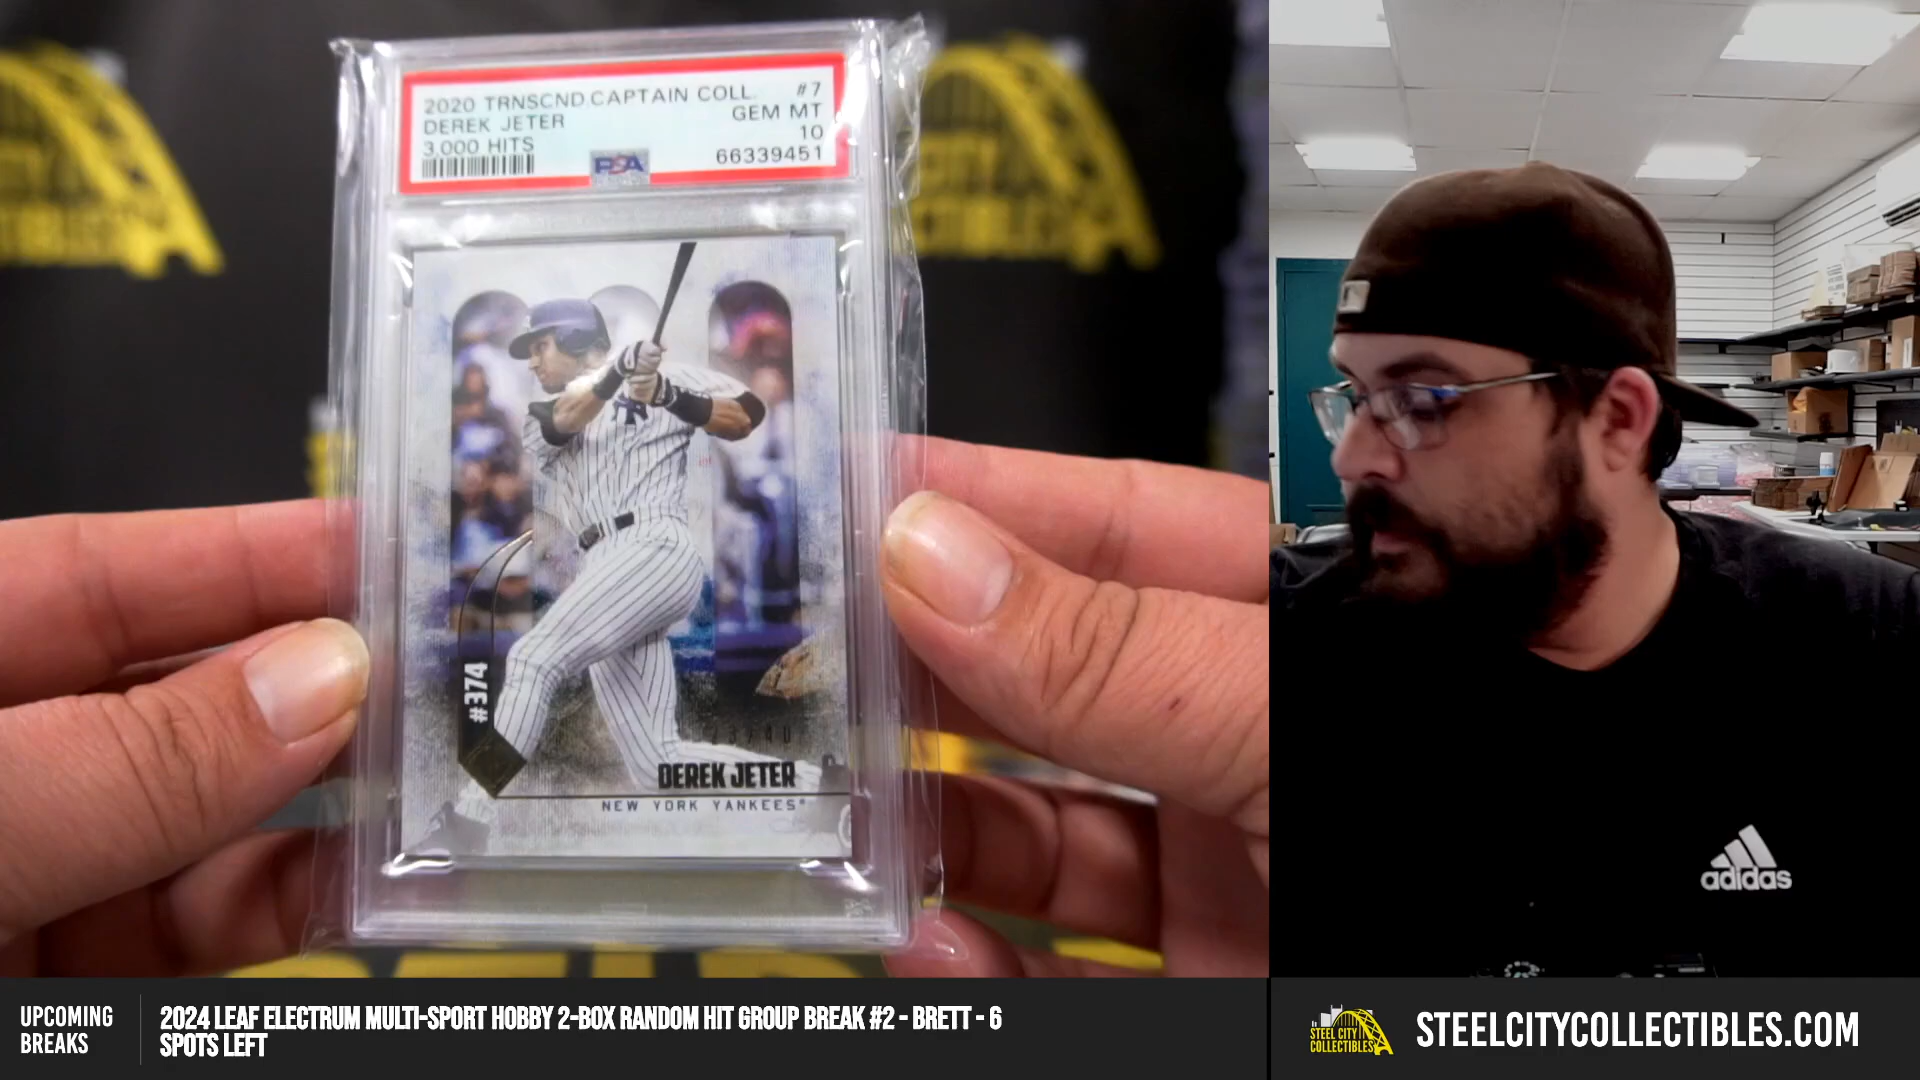 2020 TRNSCND.CAPTAIN COLL. #7
DEREK JETER GEM MT
3,000 HITS 10
PSA 66339451
#374
DEREK JETER
NEW YORK YANKEES
adidas
UPCOMING
BREAKS
2024 LEAF ELECTRUM MULTI-SPORT HOBBY 2-BOX RANDOM HIT GROUP BREAK #2 - BRETT - 6
SPOTS LEFT
STEEL CITY
COLLECTIBLES
STEELCITYCOLLECTIBLES.COM